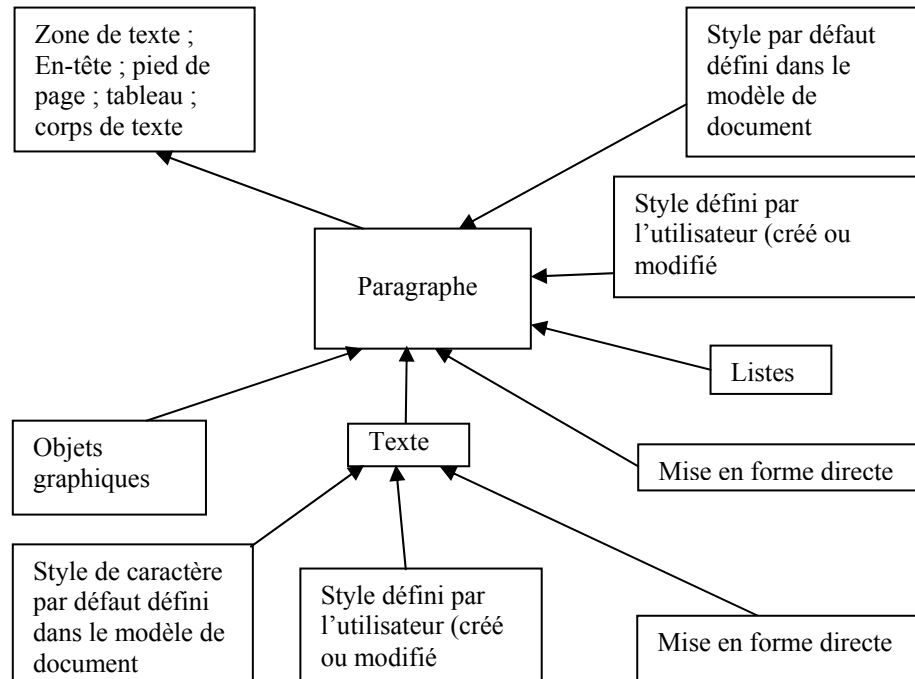 Zone de texte ;
En-tête ; pied de
page ; tableau ;
corps de texte
Style par défaut
défini dans le
modèle de
document
Style défini par
l’utilisateur (créé ou
modifié
Paragraphe
Listes
Objets
graphiques
Texte
Mise en forme directe
Style de caractère
par défaut défini
dans le modèle de
document
Style défini par
l’utilisateur (créé
ou modifié
Mise en forme directe